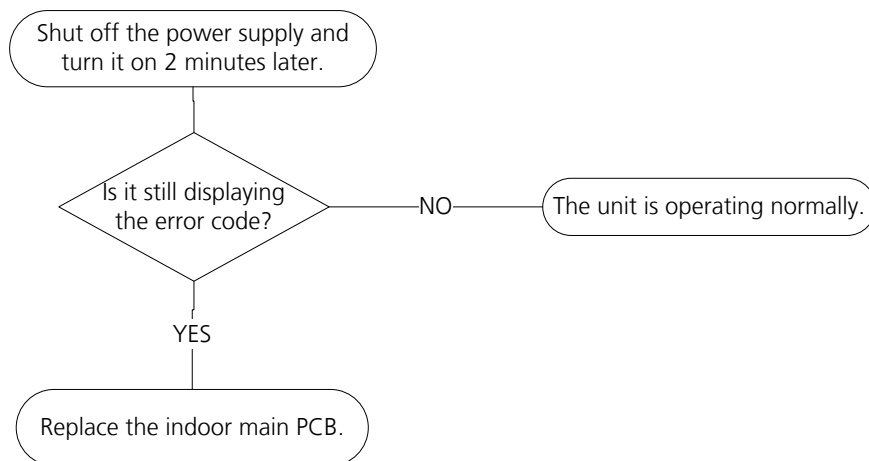 Shut off the power supply and
turn it on 2 minutes later.
Is it still displaying
the error code?
NO
The unit is operating normally.
YES
Replace the indoor main PCB.